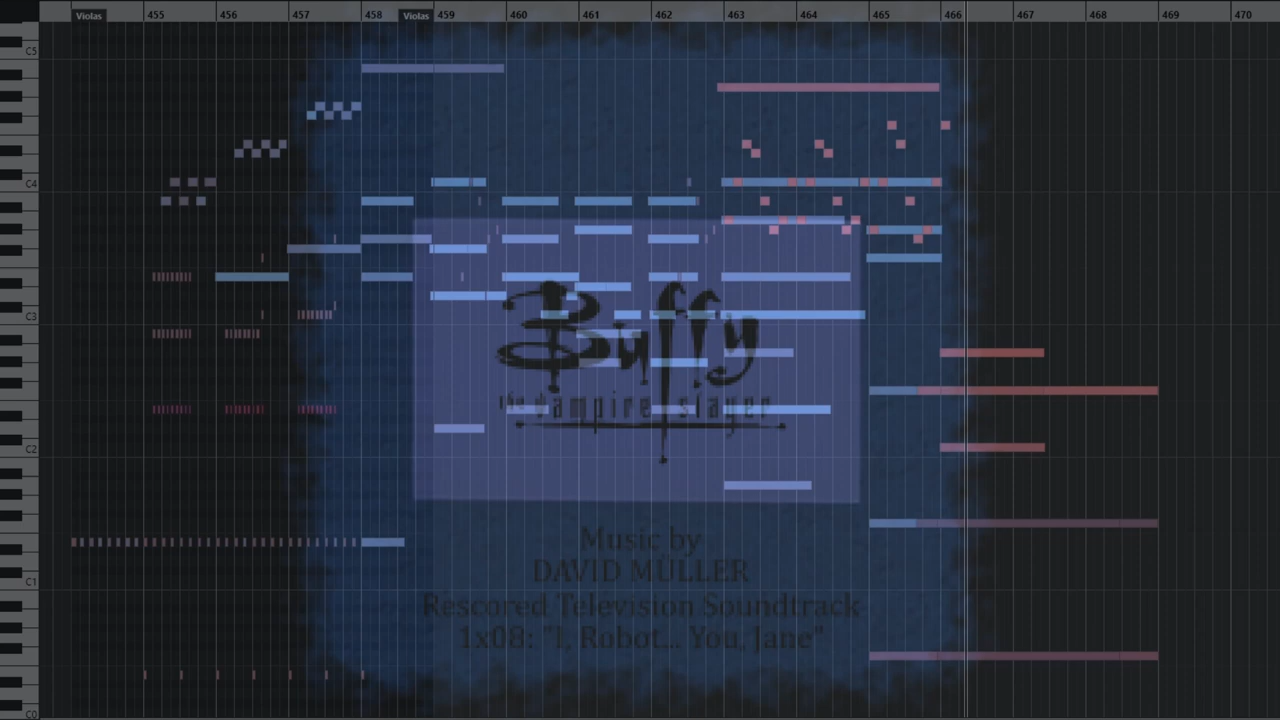 Violas 455 456 457 458 Violas 459 460 461 462 463 464 465 466 467 468 469 470
C5
C4
C3
Buffy
the vampire slayer
C2
Music by
DAVID MÜLLER
C1
Rescored Television Soundtrack
1x08: "I, Robot... You, Jane"
C0